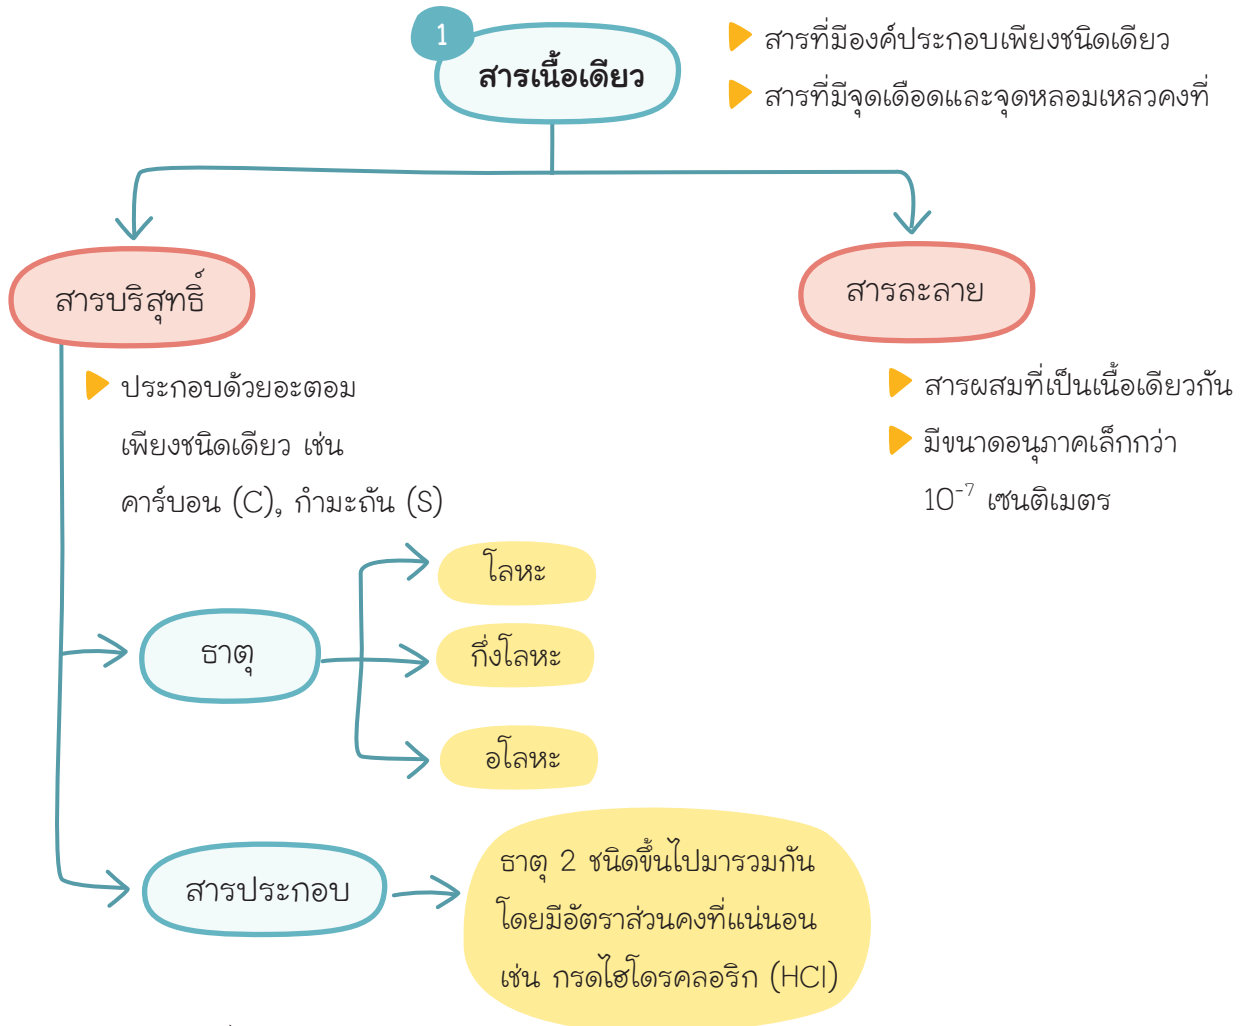 1
สารเนื้อเดียว
สารที่มีองค์ประกอบเพียงชนิดเดียว
สารที่มีจุดเดือดและจุดหลอมเหลวคงที่
สารบริสุทธิ์
สารละลาย
ประกอบด้วยอะตอม
เพียงชนิดเดียว เช่น
คาร์บอน (C), กำมะถัน (S)
สารผสมที่เป็นเนื้อเดียวกัน
มีขนาดอนุภาคเล็กกว่า
10⁻⁷ เซนติเมตร
ธาตุ
โลหะ
กึ่งโลหะ
อโลหะ
สารประกอบ
ธาตุ 2 ชนิดขึ้นไปมารวมกัน
โดยมีอัตราส่วนคงที่แน่นอน
เช่น กรดไฮโดรคลอริก (HCl)